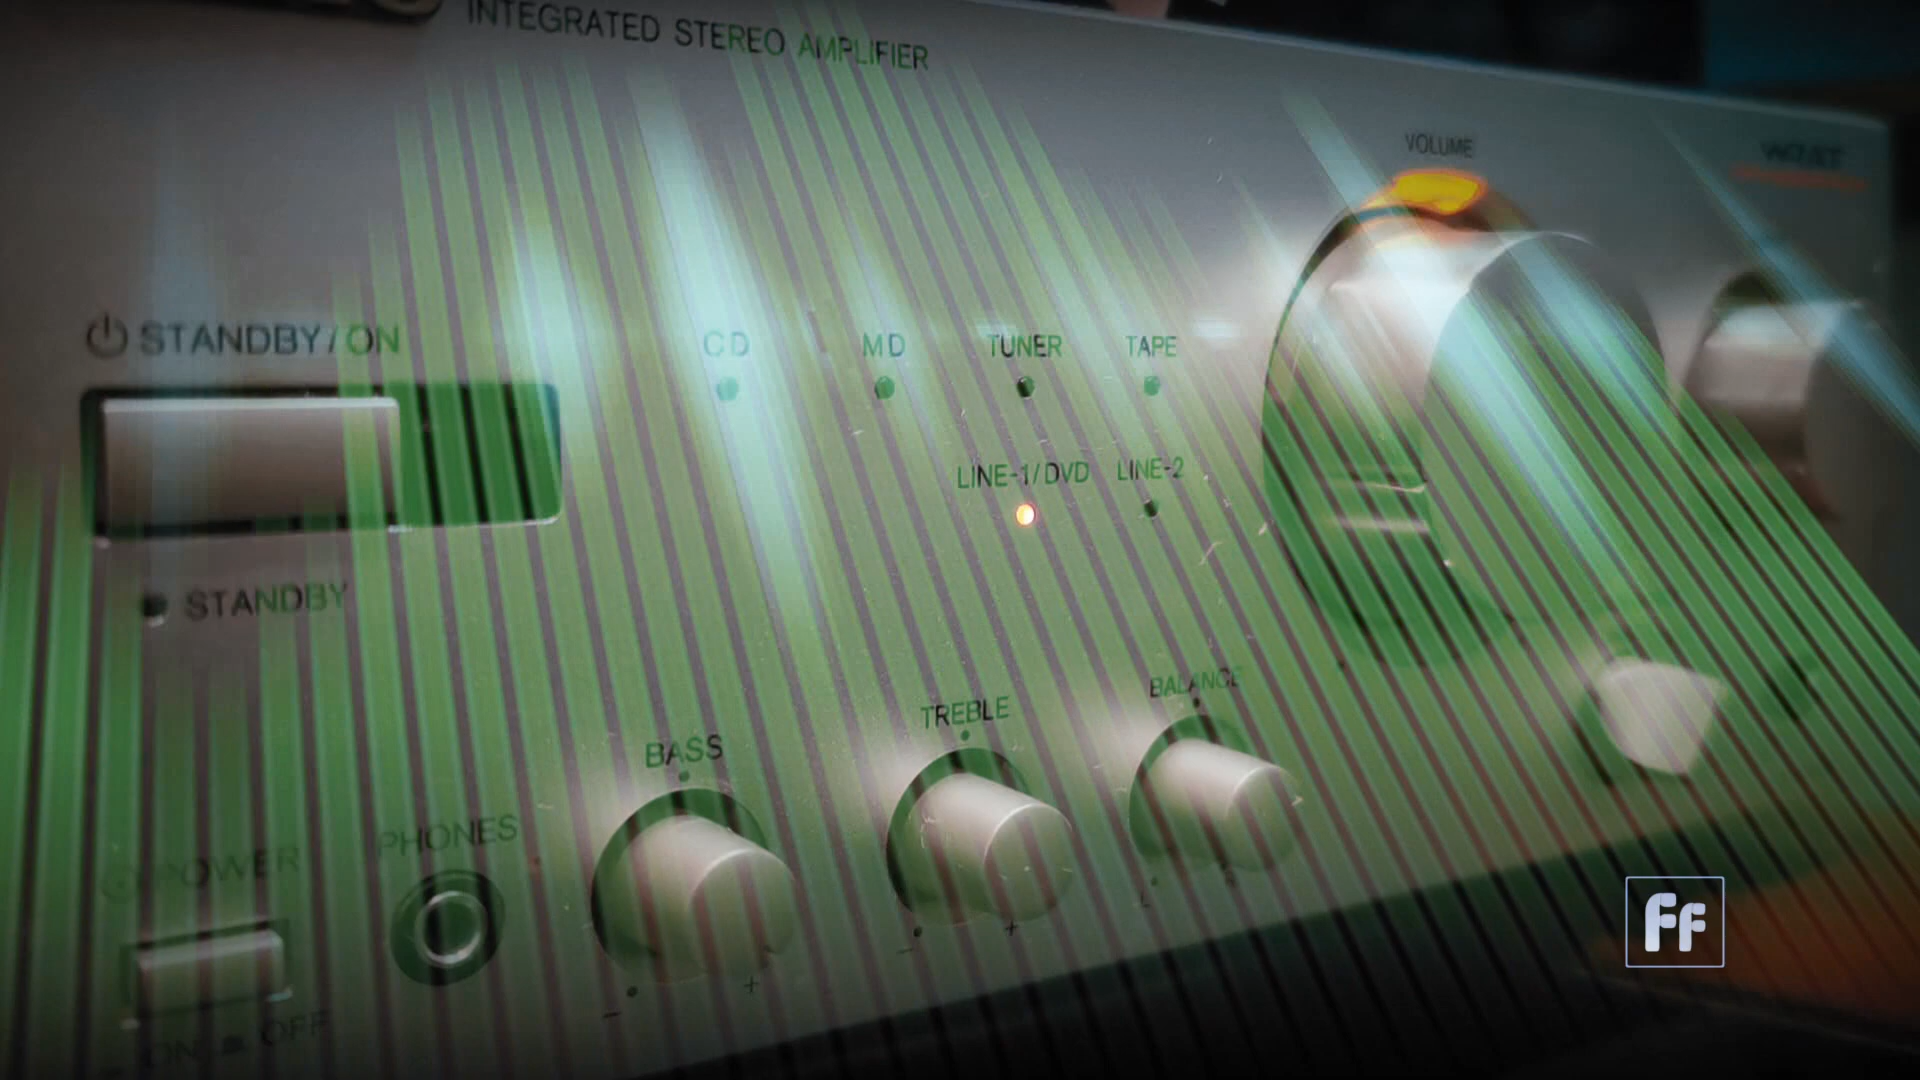 INTEGRATED STEREO AMPLIFIER
VOLUME
STANDBY/ON
CD
MD
TUNER
TAPE
LINE-1/DVD
LINE-2
STANDBY
BALANCE
TREBLE
BASS
PHONES
POWER
- +
- +
ON OFF
FF